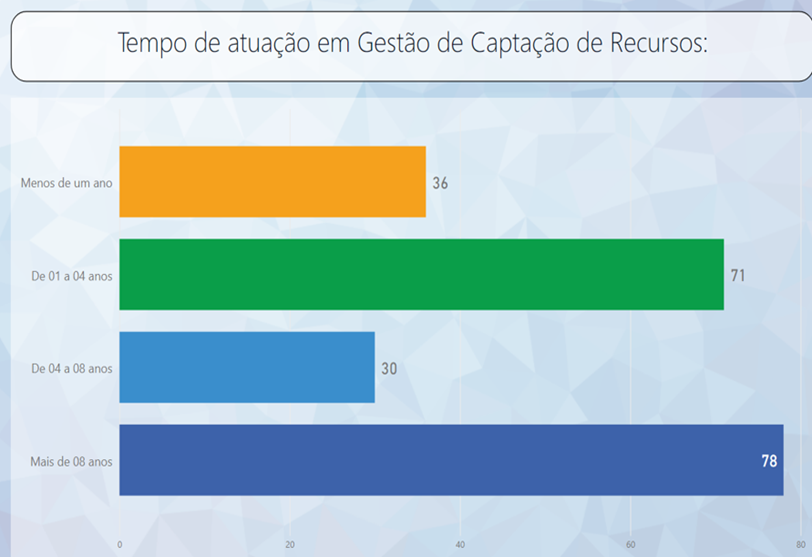 Tempo de atuação em Gestão de Captação de Recursos:
Menos de um ano 36
De 01 a 04 anos 71
De 04 a 08 anos 30
Mais de 08 anos 78
0 20 40 60 80